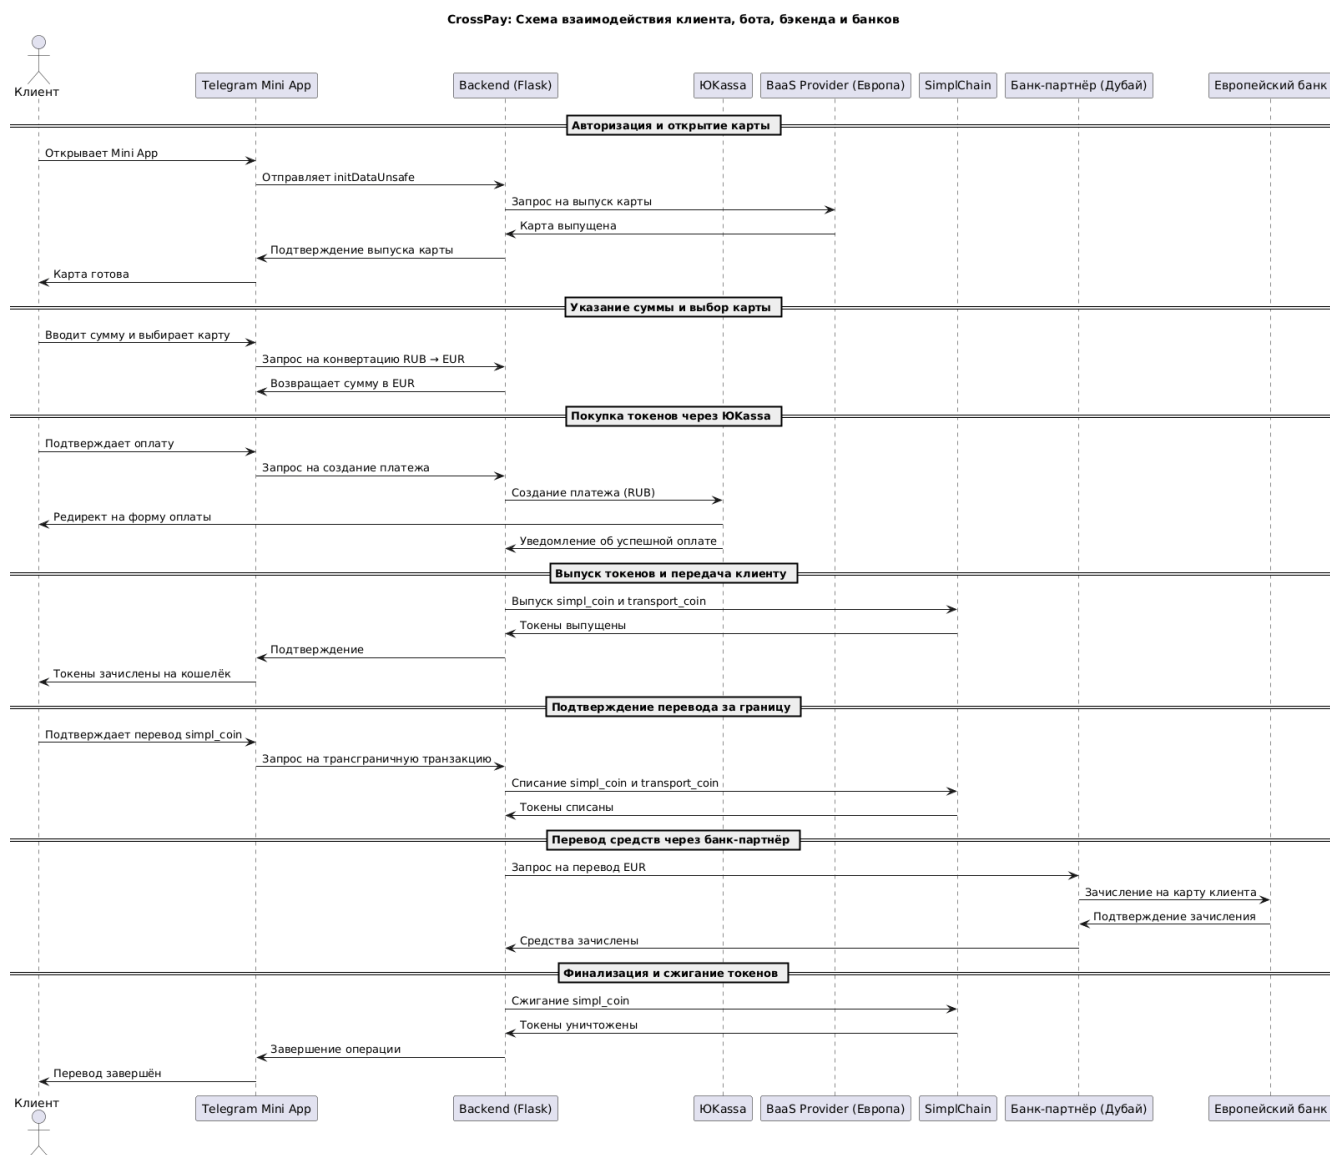 CrossPay: Схема взаимодействия клиента, бота, бэкенда и банков
Клиент
Telegram Mini App
Backend (Flask)
ЮKassa
BaaS Provider (Европа)
SimplChain
Банк-партнёр (Дубай)
Европейский банк
Авторизация и открытие карты
Открывает Mini App
Отправляет initDataUnsafe
Запрос на выпуск карты
Карта выпущена
Подтверждение выпуска карты
Карта готова
Указание суммы и выбор карты
Вводит сумму и выбирает карту
Запрос на конвертацию RUB → EUR
Возвращает сумму в EUR
Покупка токенов через ЮKassa
Подтверждает оплату
Запрос на создание платежа
Создание платежа (RUB)
Редирект на форму оплаты
Уведомление об успешной оплате
Выпуск токенов и передача клиенту
Выпуск simpl_coin и transport_coin
Токены выпущены
Подтверждение
Токены зачислены на кошелёк
Подтверждение перевода за границу
Подтверждает перевод simpl_coin
Запрос на трансграничную транзакцию
Списание simpl_coin и transport_coin
Токены списаны
Перевод средств через банк-партнёр
Запрос на перевод EUR
Зачисление на карту клиента
Подтверждение зачисления
Средства зачислены
Финализация и сжигание токенов
Сжигание simpl_coin
Токены уничтожены
Завершение операции
Перевод завершён
Клиент
Telegram Mini App
Backend (Flask)
ЮKassa
BaaS Provider (Европа)
SimplChain
Банк-партнёр (Дубай)
Европейский банк